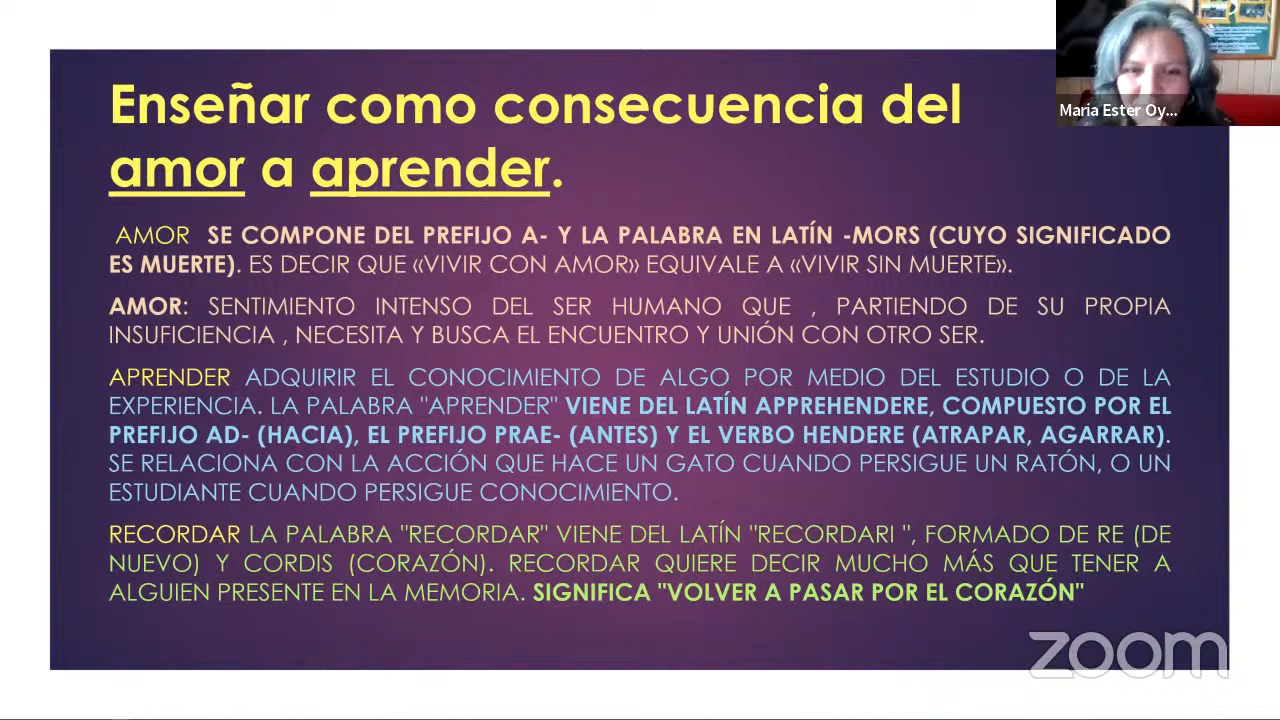 Enseñar como consecuencia del
amor a aprender.
Maria Ester Oy...
AMOR SE COMPONE DEL PREFIJO A- Y LA PALABRA EN LATÍN -MORS (CUYO SIGNIFICADO
ES MUERTE). ES DECIR QUE «VIVIR CON AMOR» EQUIVALE A «VIVIR SIN MUERTE».
AMOR: SENTIMIENTO INTENSO DEL SER HUMANO QUE , PARTIENDO DE SU PROPIA
INSUFICIENCIA , NECESITA Y BUSCA EL ENCUENTRO Y UNIÓN CON OTRO SER.
APRENDER ADQUIRIR EL CONOCIMIENTO DE ALGO POR MEDIO DEL ESTUDIO O DE LA
EXPERIENCIA. LA PALABRA "APRENDER" VIENE DEL LATÍN APPREHENDERE, COMPUESTO POR EL
PREFIJO AD- (HACIA), EL PREFIJO PRAE- (ANTES) Y EL VERBO HENDERE (ATRAPAR, AGARRAR).
SE RELACIONA CON LA ACCIÓN QUE HACE UN GATO CUANDO PERSIGUE UN RATÓN, O UN
ESTUDIANTE CUANDO PERSIGUE CONOCIMIENTO.
RECORDAR LA PALABRA "RECORDAR" VIENE DEL LATÍN "RECORDARI ", FORMADO DE RE (DE
NUEVO) Y CORDIS (CORAZÓN). RECORDAR QUIERE DECIR MUCHO MÁS QUE TENER A
ALGUIEN PRESENTE EN LA MEMORIA. SIGNIFICA "VOLVER A PASAR POR EL CORAZÓN"
zoom